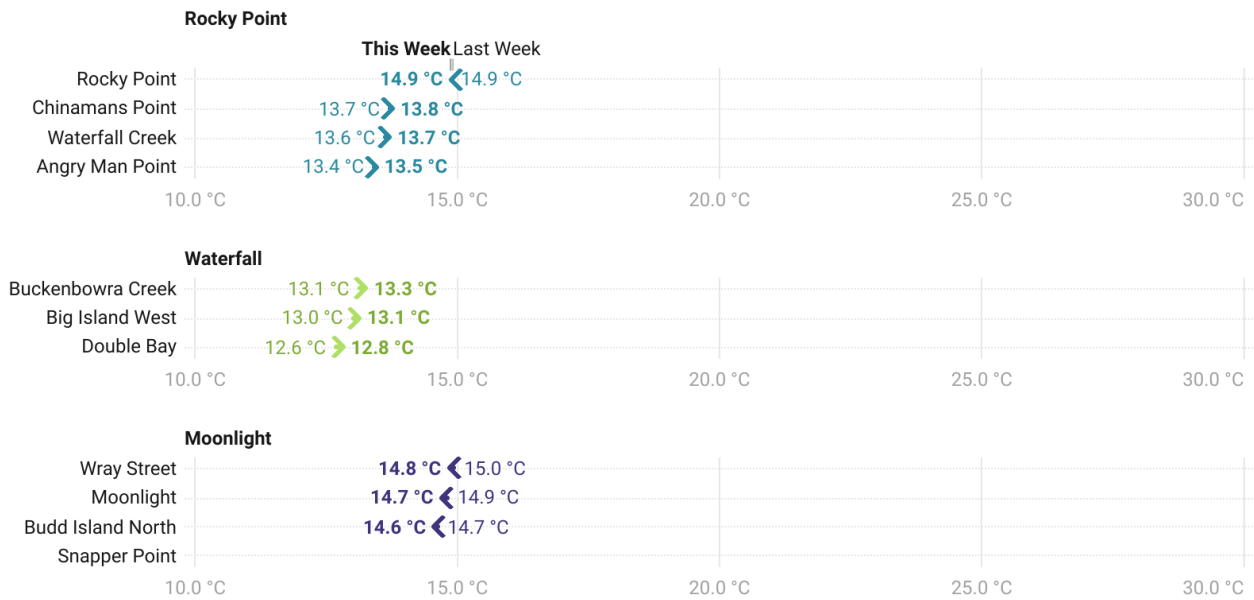 Rocky Point
This Week Last Week
Rocky Point 14.9 °C 14.9 °C
Chinamans Point 13.7 °C 13.8 °C
Waterfall Creek 13.6 °C 13.7 °C
Angry Man Point 13.4 °C 13.5 °C
10.0 °C 15.0 °C 20.0 °C 25.0 °C 30.0 °C
Waterfall
Buckenbowra Creek 13.1 °C 13.3 °C
Big Island West 13.0 °C 13.1 °C
Double Bay 12.6 °C 12.8 °C
10.0 °C 15.0 °C 20.0 °C 25.0 °C 30.0 °C
Moonlight
Wray Street 14.8 °C 15.0 °C
Moonlight 14.7 °C 14.9 °C
Budd Island North 14.6 °C 14.7 °C
Snapper Point
10.0 °C 15.0 °C 20.0 °C 25.0 °C 30.0 °C